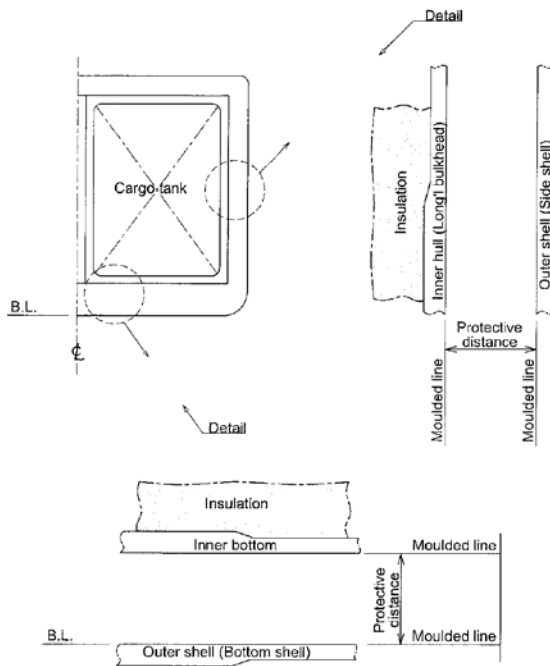 Detail
Cargo tank
B.L.
℄
Insulation
Inner hull (Long'l bulkhead)
Outer shell (Side shell)
Protective
distance
Moulded line
Moulded line
Detail
Insulation
Inner bottom
Moulded line
Protective
distance
B.L.
Moulded line
Outer shell (Bottom shell)